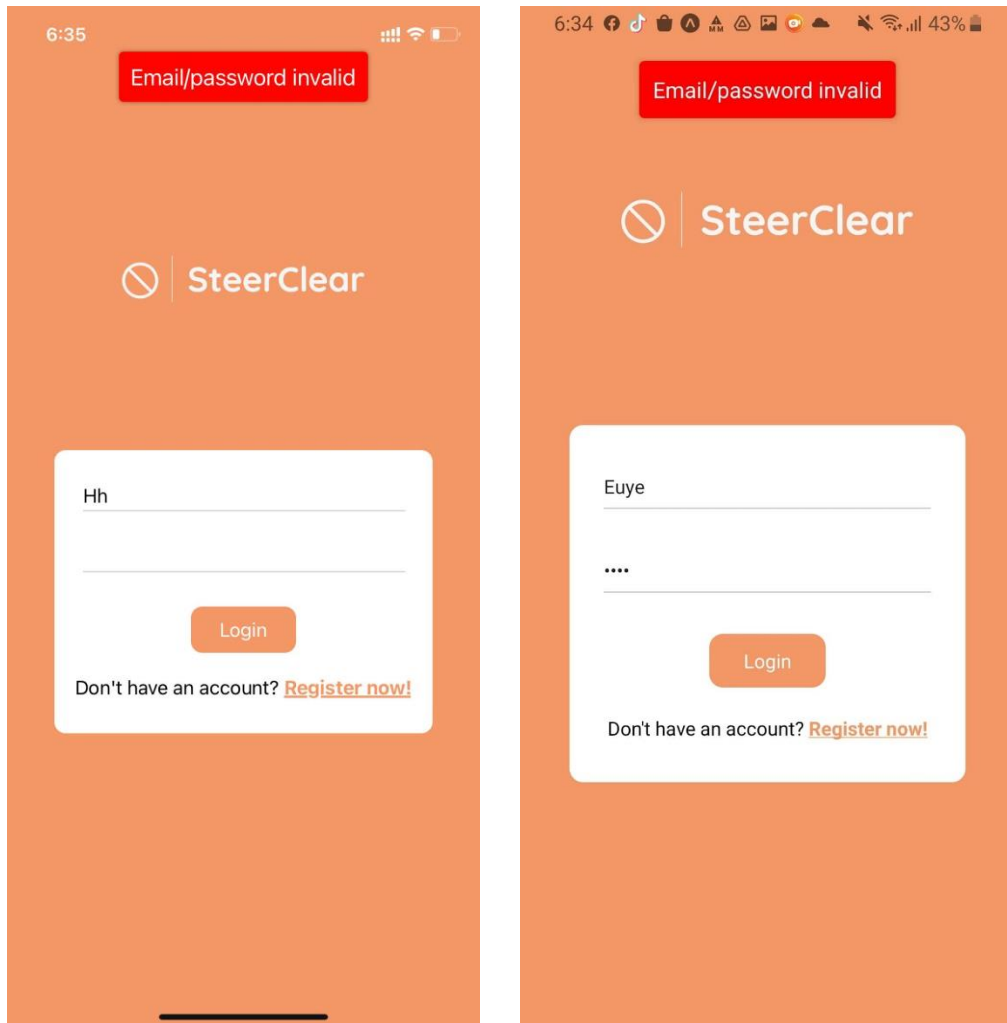 6:35
Email/password invalid
SteerClear
Hh
Login
Don't have an account? Register now!
6:34 43%
Email/password invalid
SteerClear
Euye
••••
Login
Don't have an account? Register now!